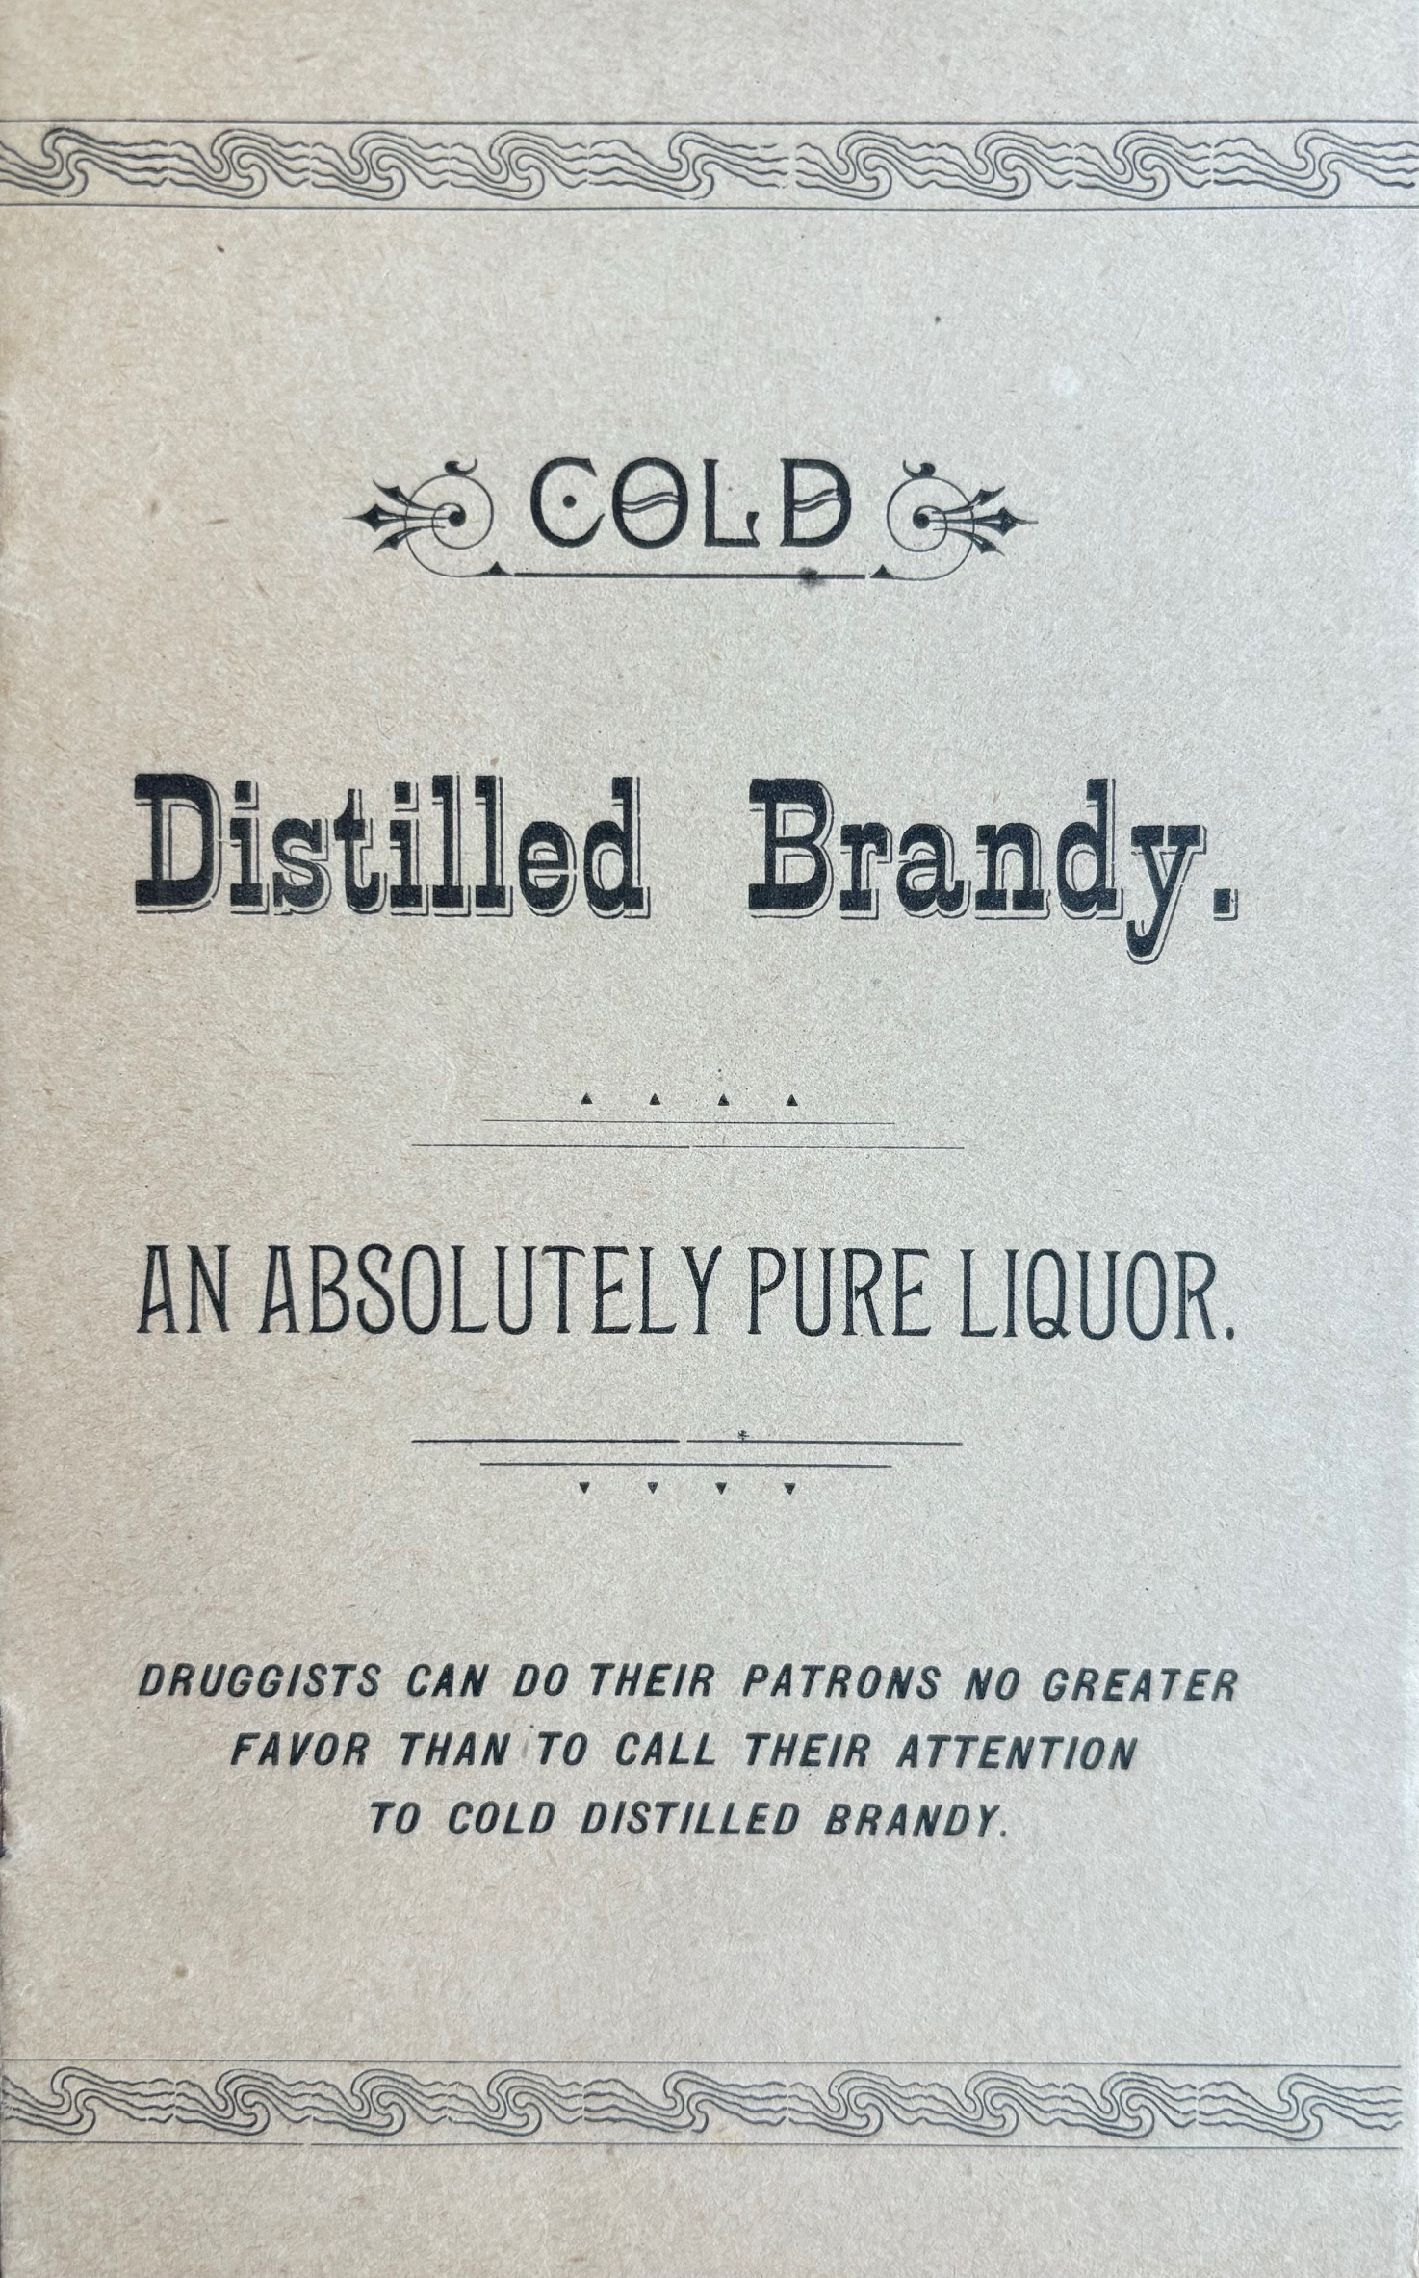 COLD
Distilled Brandy.
AN ABSOLUTELY PURE LIQUOR.
DRUGGISTS CAN DO THEIR PATRONS NO GREATER
FAVOR THAN TO CALL THEIR ATTENTION
TO COLD DISTILLED BRANDY.